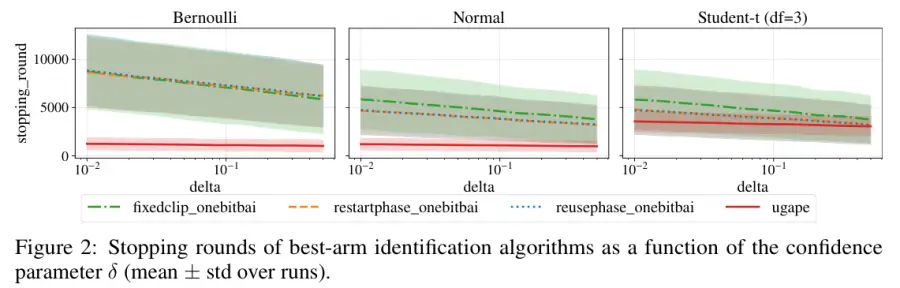 Bernoulli
Normal
Student-t (df=3)
stopping_round
10000
5000
0
10⁻²
10⁻¹
10⁻²
10⁻¹
10⁻²
10⁻¹
delta
delta
delta
fixedclip_onebitbai
restartphase_onebitbai
reusephase_onebitbai
ugape
Figure 2: Stopping rounds of best-arm identification algorithms as a function of the confidence
parameter δ (mean ± std over runs).